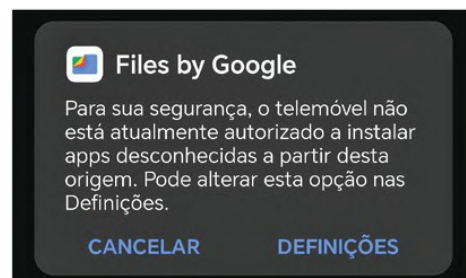 Files by Google
Para sua segurança, o telemóvel não
está atualmente autorizado a instalar
apps desconhecidas a partir desta
origem. Pode alterar esta opção nas
Definições.
CANCELAR DEFINIÇÕES